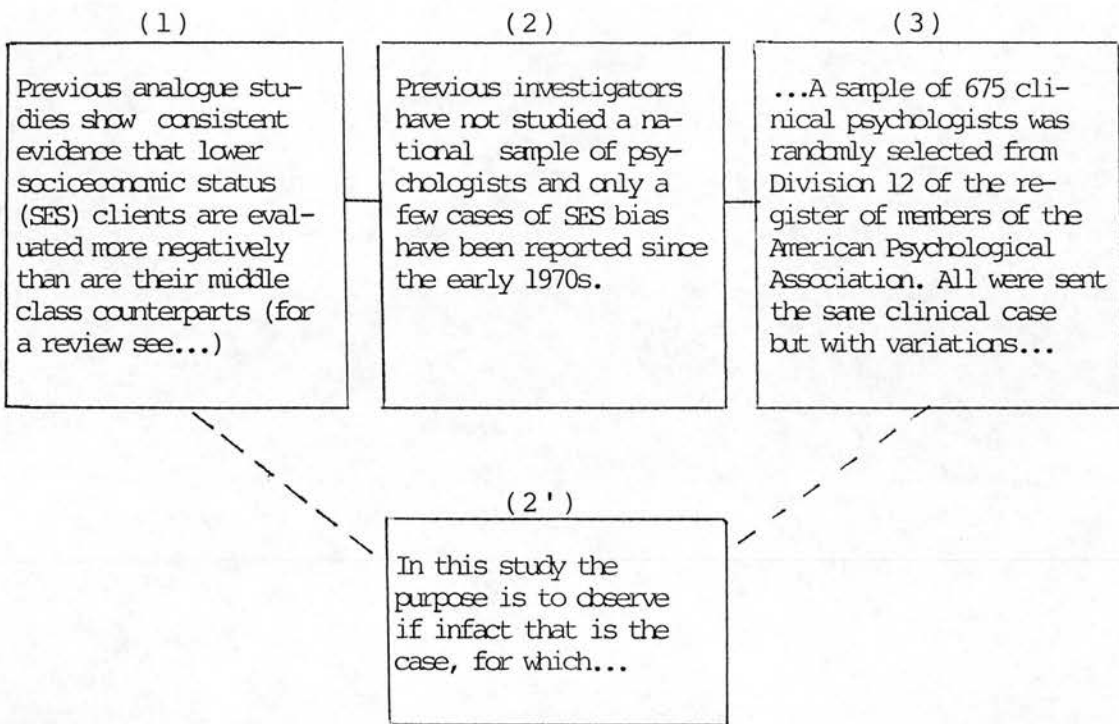 (1)
Previous analogue stu-
dies show consistent
evidence that lower
socioeconomic status
(SES) clients are eval-
uated more negatively
than are their middle
class counterparts (for
a review see...)
(2)
Previous investigators
have not studied a na-
tional sample of psy-
chologists and only a
few cases of SES bias
have been reported since
the early 1970s.
(3)
...A sample of 675 cli-
nical psychologists was
randomly selected from
Division 12 of the re-
gister of members of the
American Psychological
Association. All were sent
the same clinical case
but with variations...
(2')
In this study the
purpose is to observe
if infact that is the
case, for which...